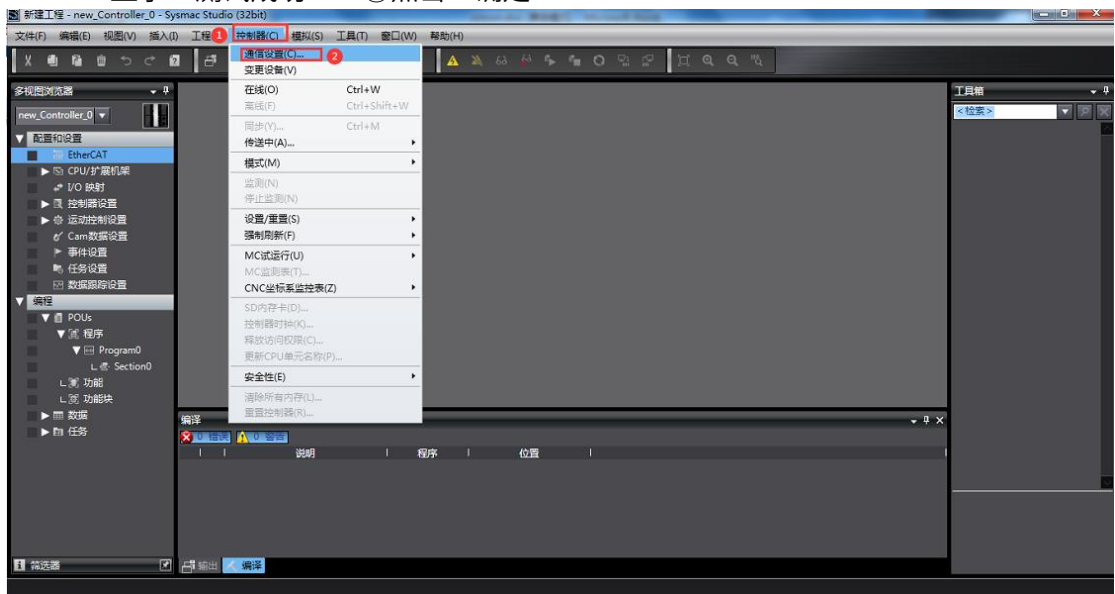 新建工程 - new_Controller_0 - Sysmac Studio (32bit)
文件(F) 编辑(E) 视图(V) 插入(I) 工程 1 控制器(C) 模拟(S) 工具(T) 窗口(W) 帮助(H)
通信设置(C)... 2
变更设备(V)
在线(O) Ctrl+W
离线(F) Ctrl+Shift+W
同步(Y)... Ctrl+M
传送中(A)...
模式(M)
监测(N)
停止监测(N)
设置/重置(S)
强制刷新(F)
MC试运行(U)
MC监测表(T)...
CNC坐标系监控表(Z)
SD内存卡(D)...
控制器时钟(K)...
释放访问权限(C)...
更新CPU单元名称(P)...
安全性(E)
清除所有内存(L)...
重置控制器(R)...
多视图浏览器
new_Controller_0
配置和设置
EtherCAT
CPU/扩展机架
I/O 映射
控制器设置
运动控制设置
Cam数据设置
事件设置
任务设置
数据跟踪设置
编程
POUs
程序
Program0
Section0
功能
功能块
数据
任务
筛选器
编译
0 错误 0 警告
说明 程序 位置
输出 编译
工具箱
<检索>